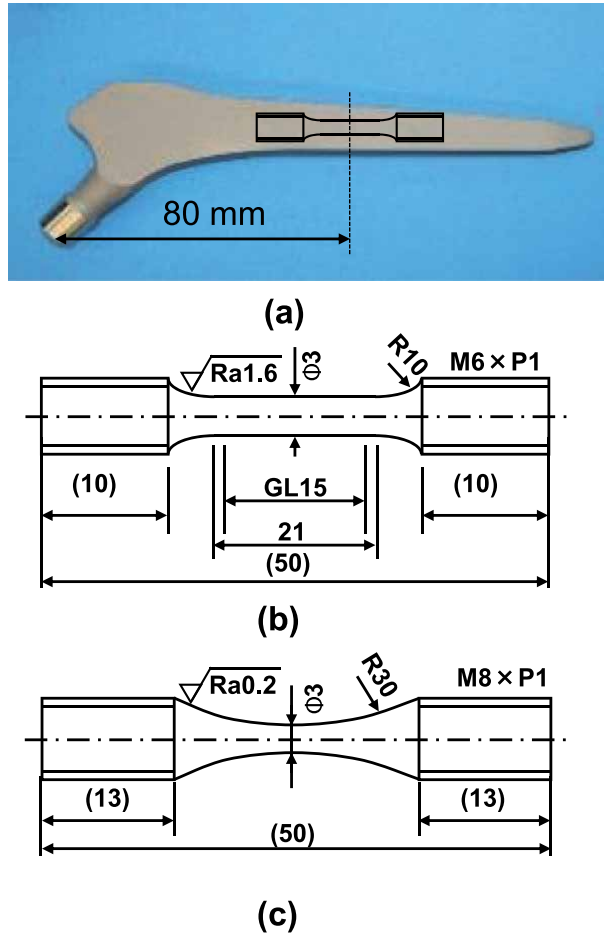 80 mm
(a)
Ra1.6
Φ3
R10
M6×P1
(10)
GL15
(10)
21
(50)
(b)
Ra0.2
Φ3
R30
M8×P1
(13)
(13)
(50)
(c)